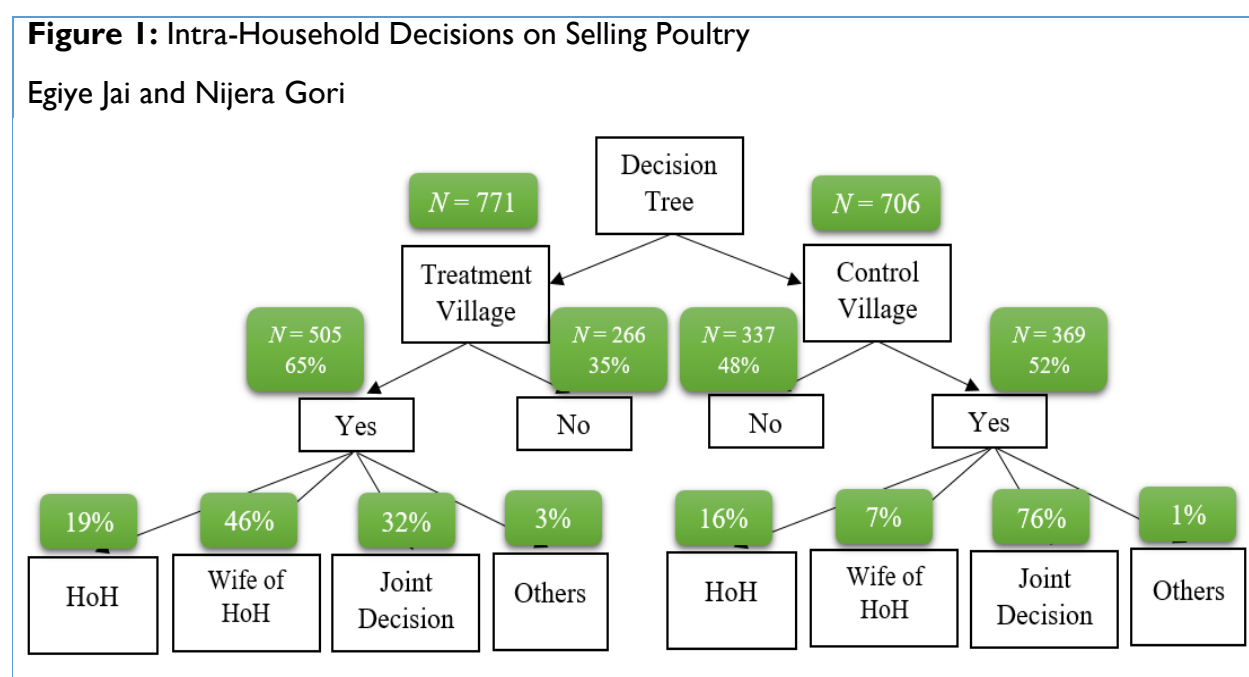 Figure 1: Intra-Household Decisions on Selling Poultry
Egiye Jai and Nijera Gori
Decision
Tree
N = 771
N = 706
Treatment
Village
Control
Village
N = 505
65%
N = 266
35%
N = 337
48%
N = 369
52%
Yes
No
No
Yes
19%
46%
32%
3%
16%
7%
76%
1%
HoH
Wife of
HoH
Joint
Decision
Others
HoH
Wife of
HoH
Joint
Decision
Others